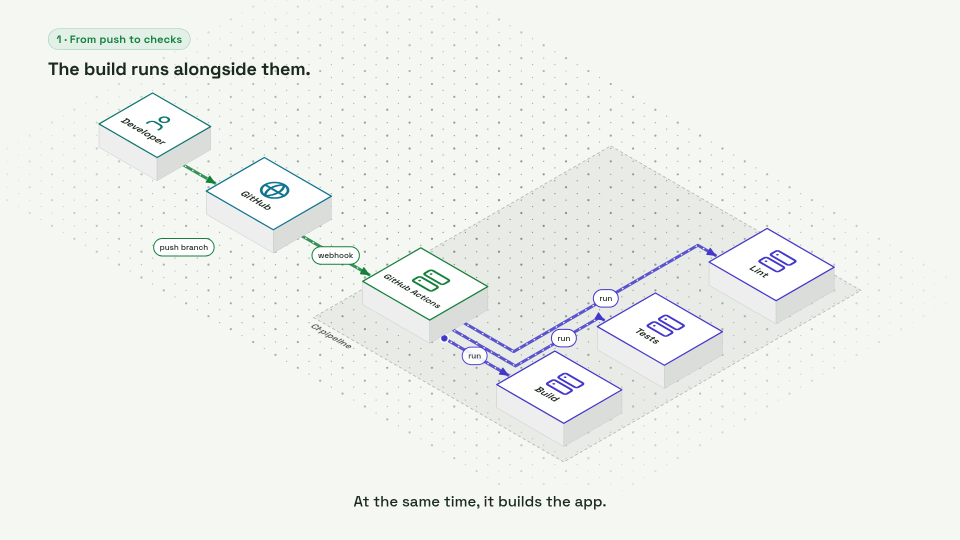 1 · From push to checks
The build runs alongside them.
Developer
GitHub
push branch
webhook
GitHub Actions
CI pipeline
Lint
run
Tests
run
run
Build
At the same time, it builds the app.